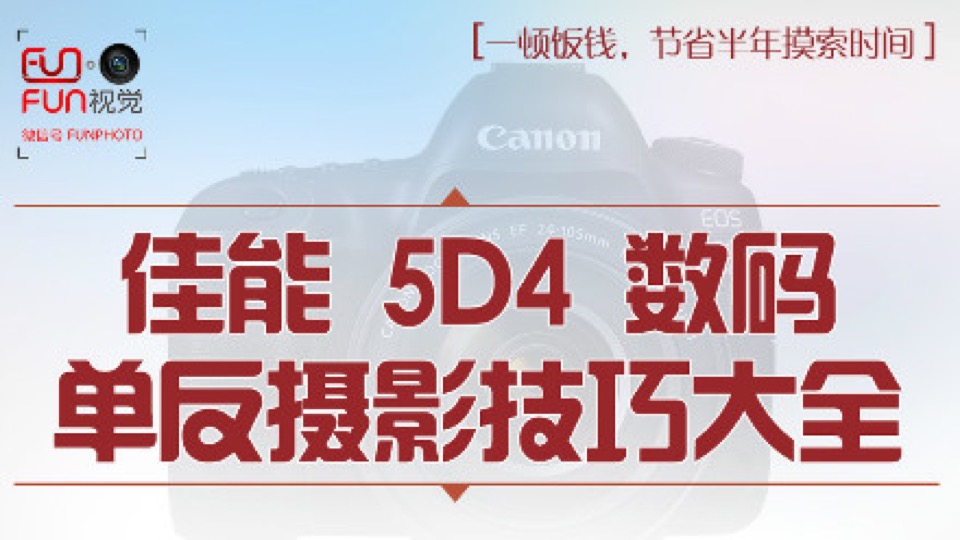 [一顿饭钱，节省半年摸索时间]
FUN
FUN视觉
微信号 FUNPHOTO
Canon
EOS
EF 24-105mm
佳能 5D4 数码
单反摄影技巧大全